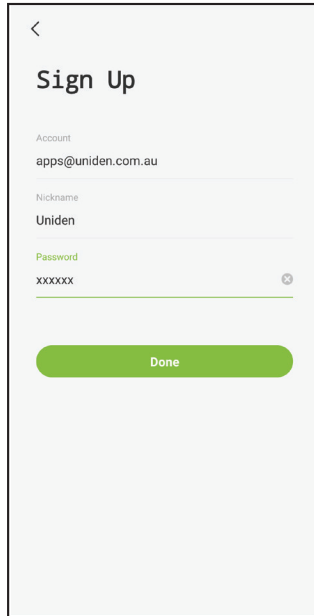 Sign Up
Account
apps@uniden.com.au
Nickname
Uniden
Password
xxxxxx
Done